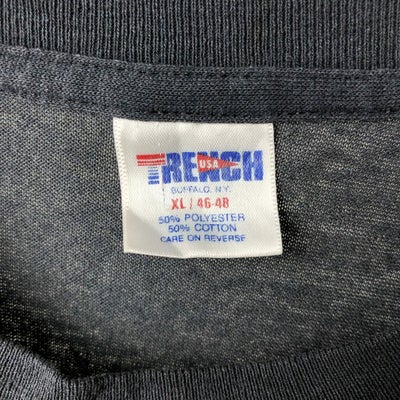 TRENCH
USA
BUFFALO, N.Y.
XL / 46-48
50% POLYESTER
50% COTTON
CARE ON REVERSE